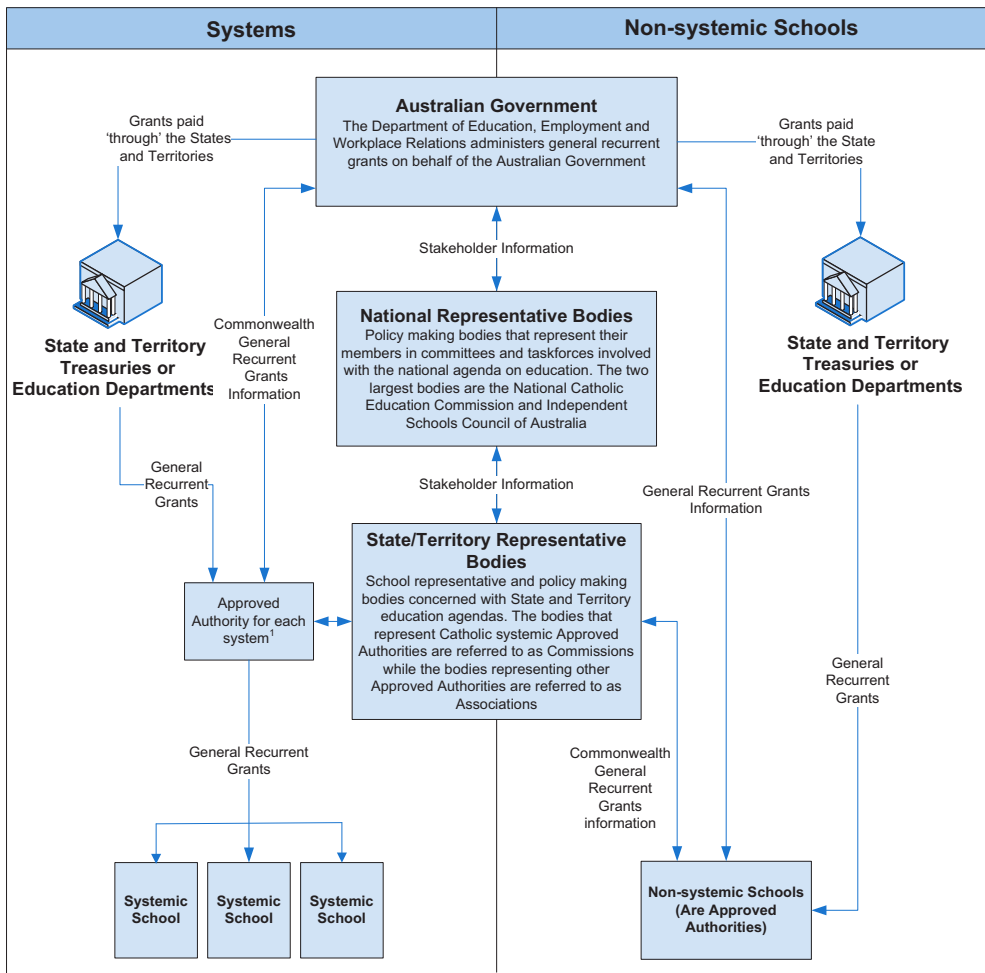 Systems
Non-systemic Schools
Australian Government
The Department of Education, Employment and
Workplace Relations administers general recurrent
grants on behalf of the Australian Government
Grants paid
‘through’ the States
and Territories
Grants paid
‘through’ the State
and Territories
Stakeholder Information
State and Territory
Treasuries or
Education Departments
Commonwealth
General
Recurrent
Grants
Information
National Representative Bodies
Policy making bodies that represent their
members in committees and taskforces involved
with the national agenda on education. The two
largest bodies are the National Catholic
Education Commission and Independent
Schools Council of Australia
State and Territory
Treasuries or
Education Departments
General
Recurrent
Grants
Stakeholder Information
General Recurrent Grants
Information
State/Territory Representative
Bodies
School representative and policy making
bodies concerned with State and Territory
education agendas. The bodies that
represent Catholic systemic Approved
Authorities are referred to as Commissions
while the bodies representing other
Approved Authorities are referred to as
Associations
Approved
Authority for each
system1
General
Recurrent
Grants
General Recurrent
Grants
Commonwealth
General
Recurrent
Grants
information
Systemic
School
Systemic
School
Systemic
School
Non-systemic Schools
(Are Approved
Authorities)